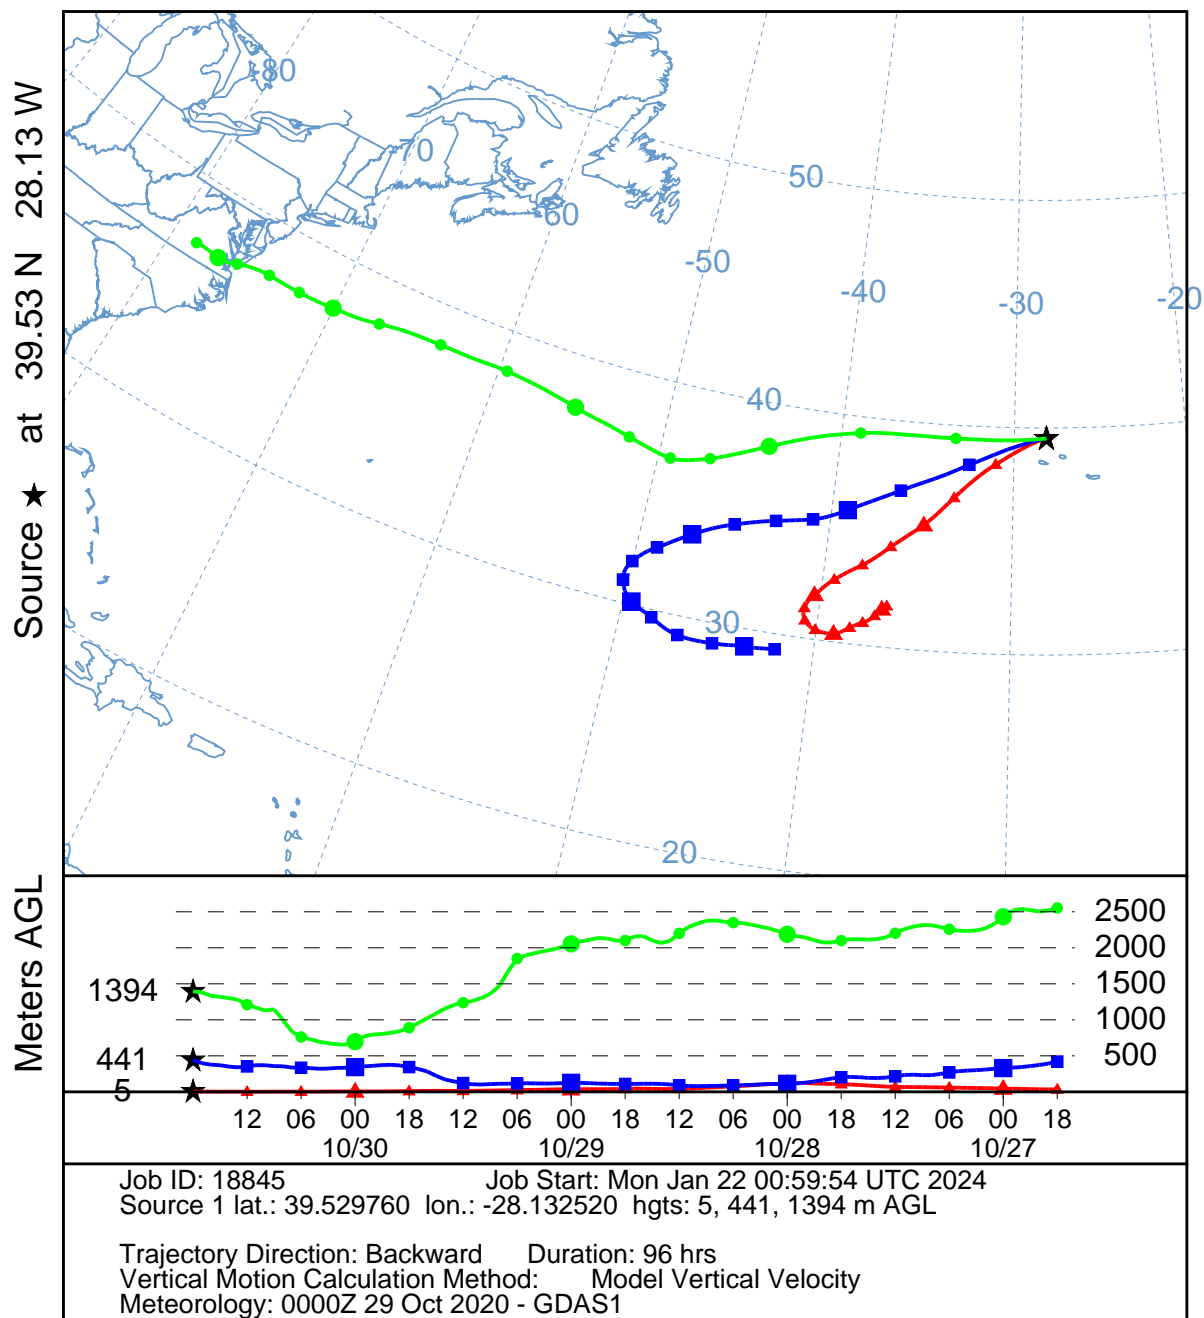 Source ★ at 39.53 N 28.13 W
80
70
60
50
-50
-40
-30
-20
40
30
20
Meters AGL
2500
2000
1500
1000
500
1394
441
5
12 06 00 18 12 06 00 18 12 06 00 18 12 06 00 18
10/30 10/29 10/28 10/27
Job ID: 18845 Job Start: Mon Jan 22 00:59:54 UTC 2024
Source 1 lat.: 39.529760 lon.: -28.132520 hgts: 5, 441, 1394 m AGL
Trajectory Direction: Backward Duration: 96 hrs
Vertical Motion Calculation Method: Model Vertical Velocity
Meteorology: 0000Z 29 Oct 2020 - GDAS1